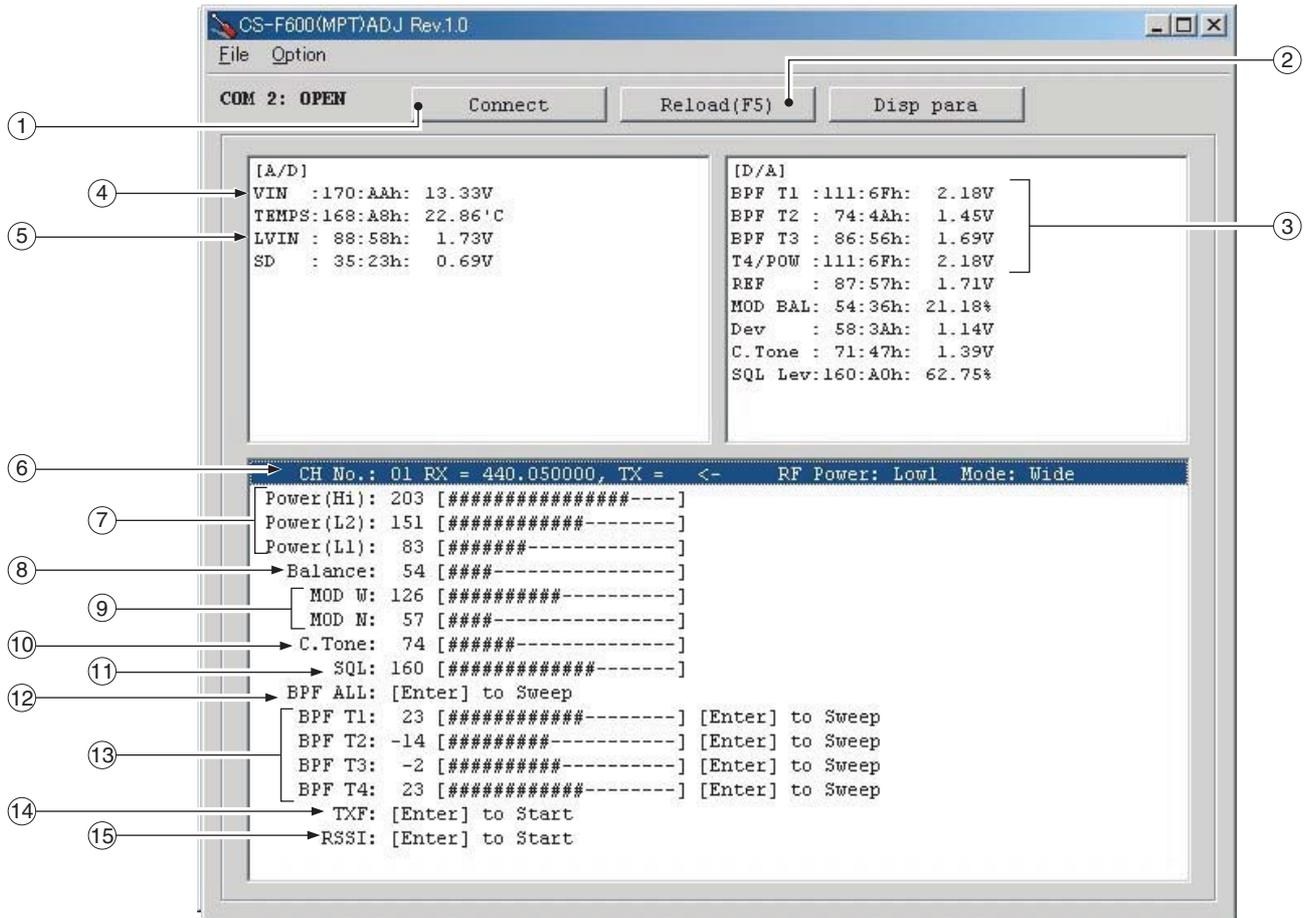 CS-F600(MPT)ADJ Rev.1.0
File Option
COM 2: OPEN Connect Reload(F5) Disp para
① ② ③ ④ ⑤ ⑥ ⑦ ⑧ ⑨ ⑩ ⑪ ⑫ ⑬ ⑭ ⑮
[A/D]
VIN :170:AAh: 13.33V
TEMPS:168:A8h: 22.86'C
LVIN : 88:58h: 1.73V
SD : 35:23h: 0.69V
[D/A]
BPF T1 :111:6Fh: 2.18V
BPF T2 : 74:4Ah: 1.45V
BPF T3 : 86:56h: 1.69V
T4/POW :111:6Fh: 2.18V
REF : 87:57h: 1.71V
MOD BAL: 54:36h: 21.18%
Dev : 58:3Ah: 1.14V
C.Tone : 71:47h: 1.39V
SQL Lev:160:A0h: 62.75%
CH No.: 01 RX = 440.050000, TX = <- RF Power: Low1 Mode: Wide
Power(Hi): 203 [################----]
Power(L2): 151 [############--------]
Power(L1): 83 [#######-------------]
Balance: 54 [####----------------]
MOD W: 126 [##########----------]
MOD N: 57 [####----------------]
C.Tone: 74 [######--------------]
SQL: 160 [#############-------]
BPF ALL: [Enter] to Sweep
BPF T1: 23 [############--------] [Enter] to Sweep
BPF T2: -14 [#########-----------] [Enter] to Sweep
BPF T3: -2 [##########----------] [Enter] to Sweep
BPF T4: 23 [############--------] [Enter] to Sweep
TXF: [Enter] to Start
RSSI: [Enter] to Start